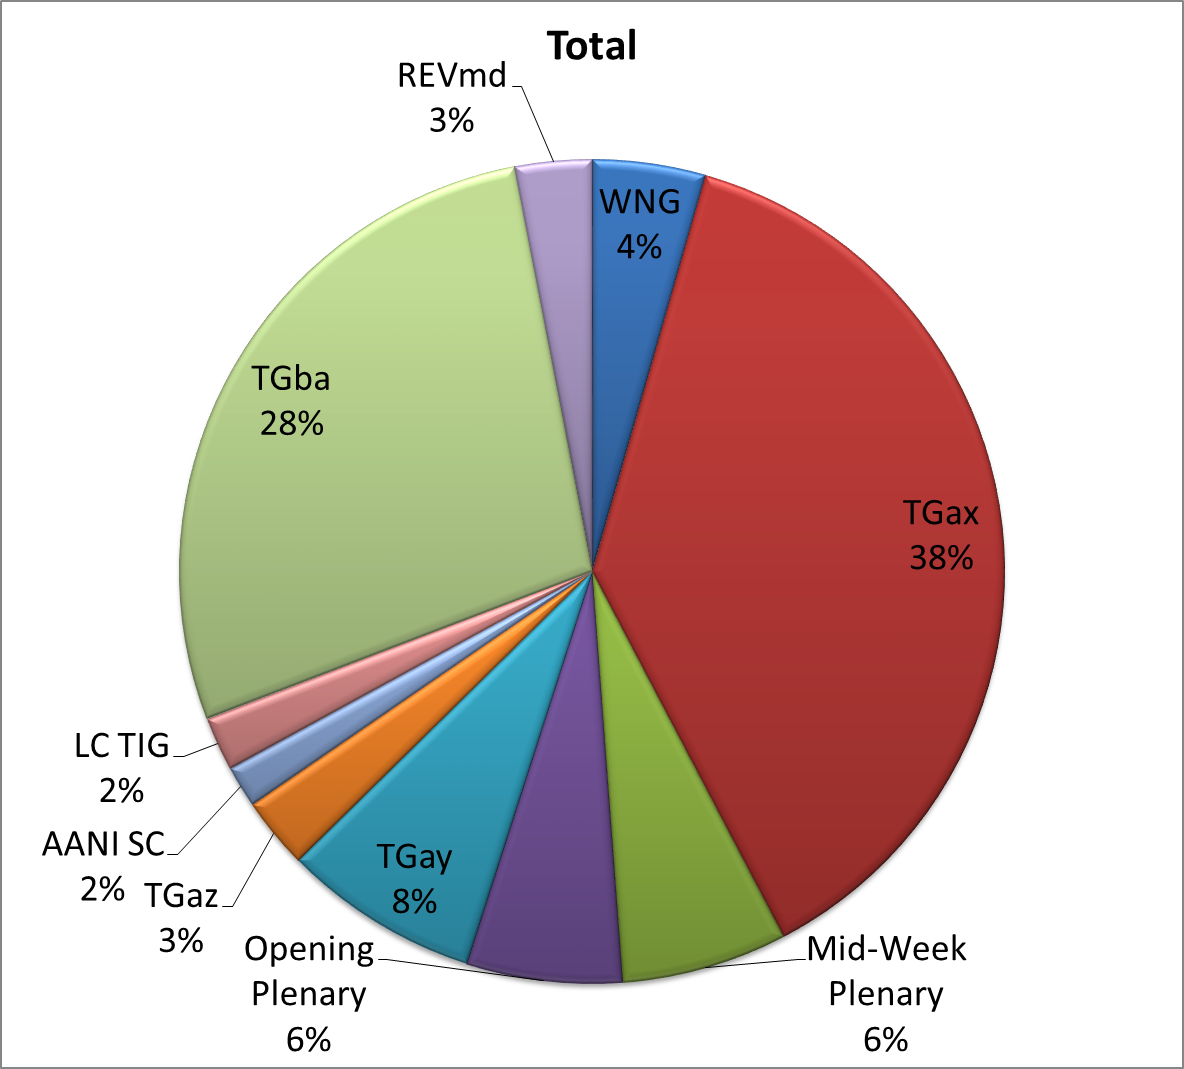 Total
REVmd
3%
WNG
4%
TGax
38%
Mid-Week
Plenary
6%
Opening
Plenary
6%
TGay
8%
TGaz
3%
AANI SC
2%
LC TIG
2%
TGba
28%